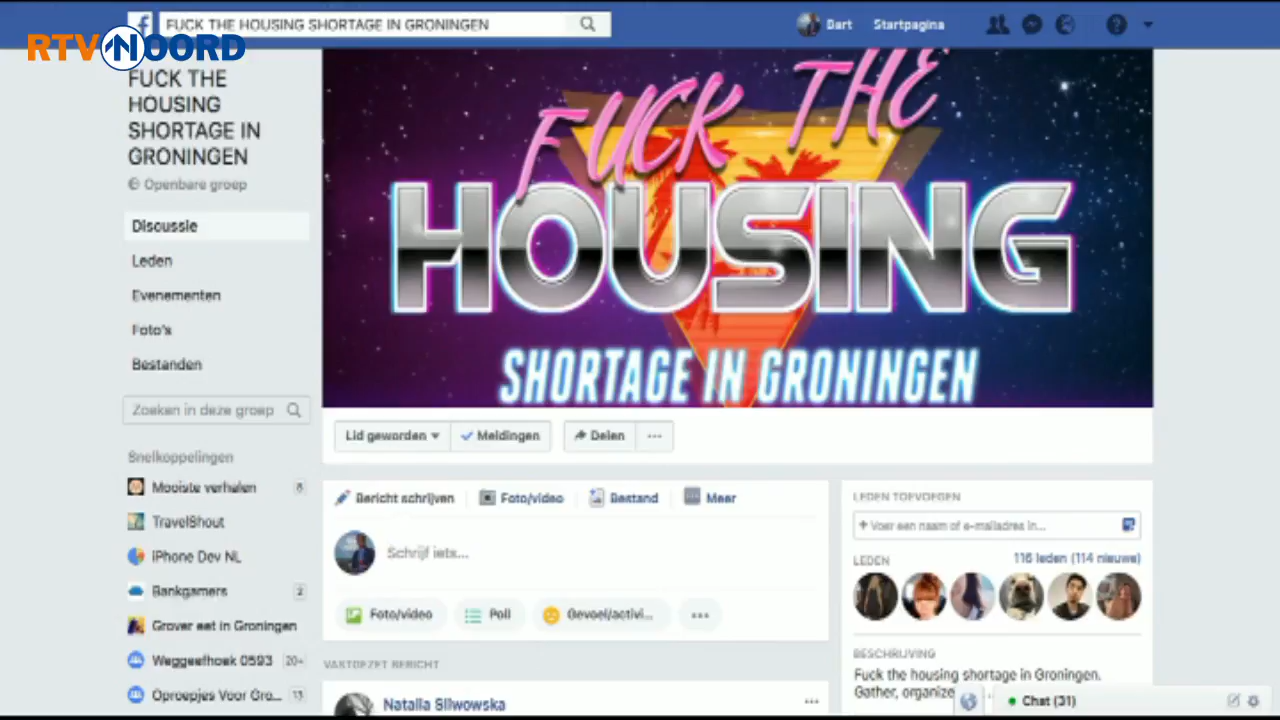 FUCK THE HOUSING SHORTAGE IN GRONINGEN
Bart
Startpagina
RTV NOORD
FUCK THE
HOUSING
SHORTAGE IN
GRONINGEN
Openbare groep
Discussie
Leden
Evenementen
Foto's
Bestanden
Zoeken in deze groep
Snelkoppelingen
Mooiste verhalen
TravelShout
iPhone Dev NL
Bankgamers 2
Grover eet in Groningen
Weggeefhoek 0593 20+
Oproepjes Voor Gro... 13
FUCK THE
HOUSING
SHORTAGE IN GRONINGEN
Lid geworden Meldingen Delen ...
Bericht schrijven Foto/video Bestand Meer
Schrijf iets...
Foto/video Poll Gevoel/activi... ...
VASTGEZET BERICHT
Natalia Sliwowska ...
LEDEN TOEVOEGEN
+ Voer een naam of e-mailadres in...
LEDEN 116 leden (114 nieuwe)
BESCHRIJVING
Fuck the housing shortage in Groningen.
Gather, organize
Chat (31)